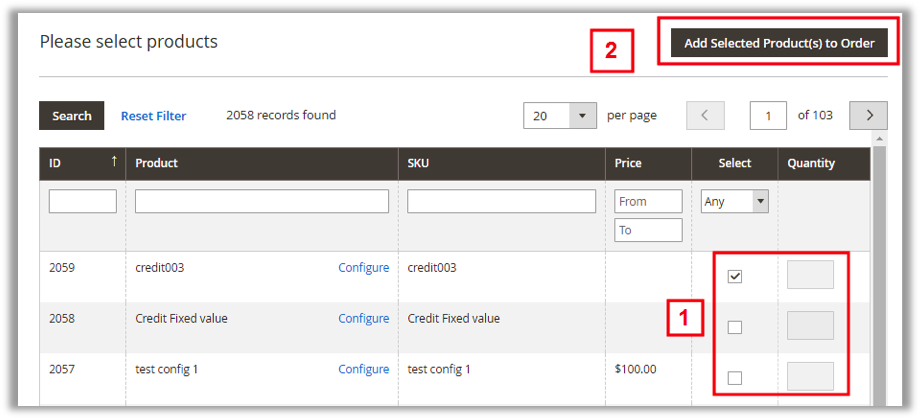 Please select products
2
Add Selected Product(s) to Order
Search
Reset Filter
2058 records found
20
per page
1
of 103
ID ↑ Product SKU Price Select Quantity
From
Any
To
2059 credit003 Configure credit003
2058 Credit Fixed value Configure Credit Fixed value
1
2057 test config 1 Configure test config 1 $100.00